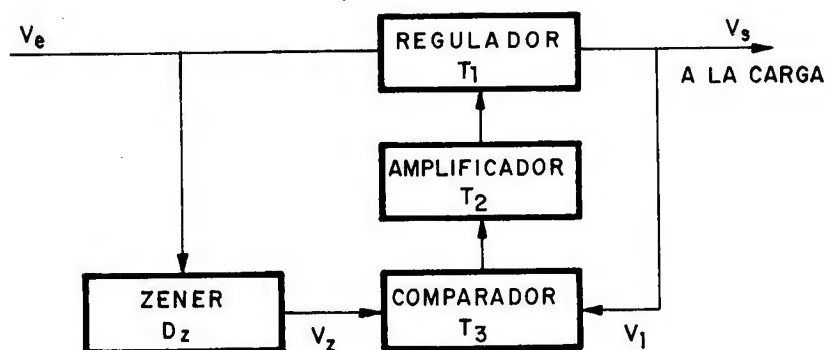 Ve
REGULADOR
T1
Vs
A LA CARGA
AMPLIFICADOR
T2
ZENER
Dz
Vz
COMPARADOR
T3
V1